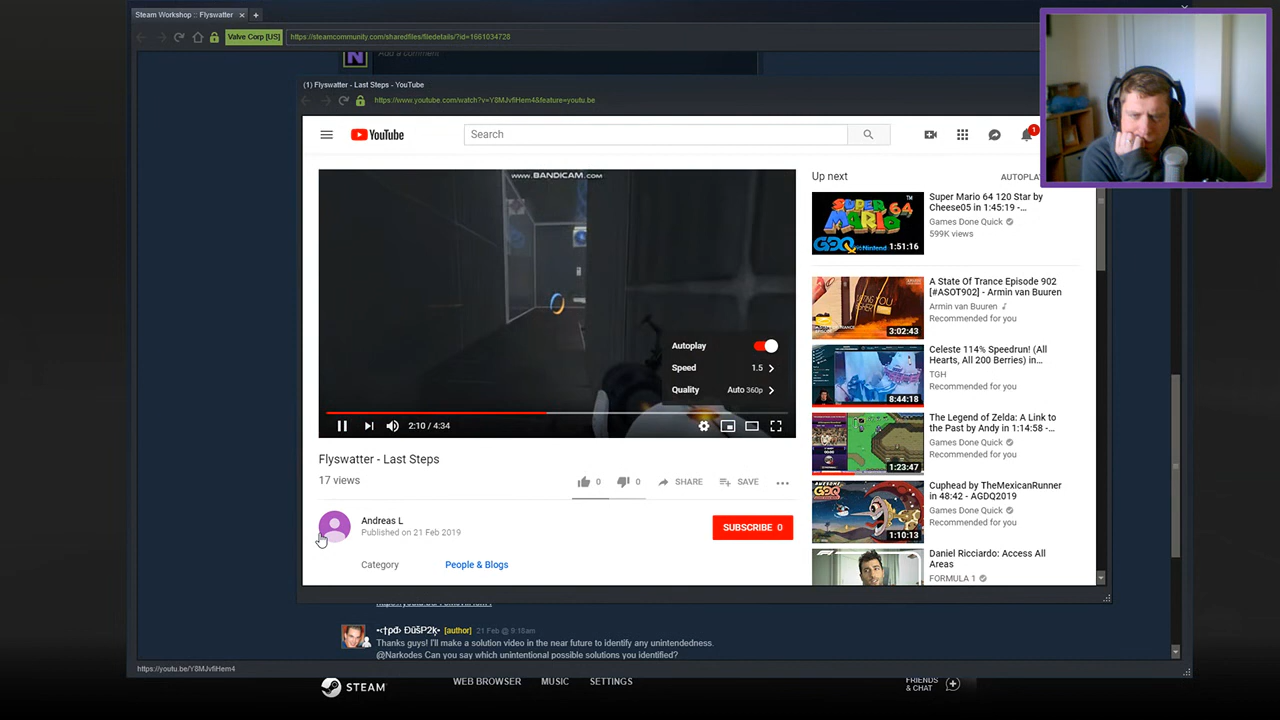 Steam Workshop :: Flyswatter
Valve Corp [US]
https://steamcommunity.com/sharedfiles/filedetails/?id=1661034728
N
Add a comment
(1) Flyswatter - Last Steps - YouTube
https://www.youtube.com/watch?v=Y8MJvfiHem4&feature=youtu.be
YouTube
Search
1
WWW.BANDICAM.COM
Autoplay
Speed 1.5
Quality Auto 360p
2:10 / 4:34
Flyswatter - Last Steps
17 views
0 0 SHARE SAVE
Andreas L
Published on 21 Feb 2019
SUBSCRIBE 0
Category People & Blogs
Up next
AUTOPLAY
SUPER MARIO 64
GDQ
Nintendo
1:51:16
Super Mario 64 120 Star by
Cheese05 in 1:45:19 -...
Games Done Quick
599K views
3:02:43
A State Of Trance Episode 902
[#ASOT902] - Armin van Buuren
Armin van Buuren
Recommended for you
8:44:18
Celeste 114% Speedrun! (All
Hearts, All 200 Berries) in...
TGH
Recommended for you
1:23:47
The Legend of Zelda: A Link to
the Past by Andy in 1:14:58 -...
Games Done Quick
Recommended for you
1:10:13
Cuphead by TheMexicanRunner
in 48:42 - AGDQ2019
Games Done Quick
Recommended for you
Daniel Ricciardo: Access All
Areas
FORMULA 1
[author] 21 Feb @ 9:18am
Thanks guys! I'll make a solution video in the near future to identify any unintendedness.
@Narkodes Can you say which unintentional possible solutions you identified?
https://youtu.be/Y8MJvfiHem4
STEAM
WEB BROWSER MUSIC SETTINGS
FRIENDS
& CHAT